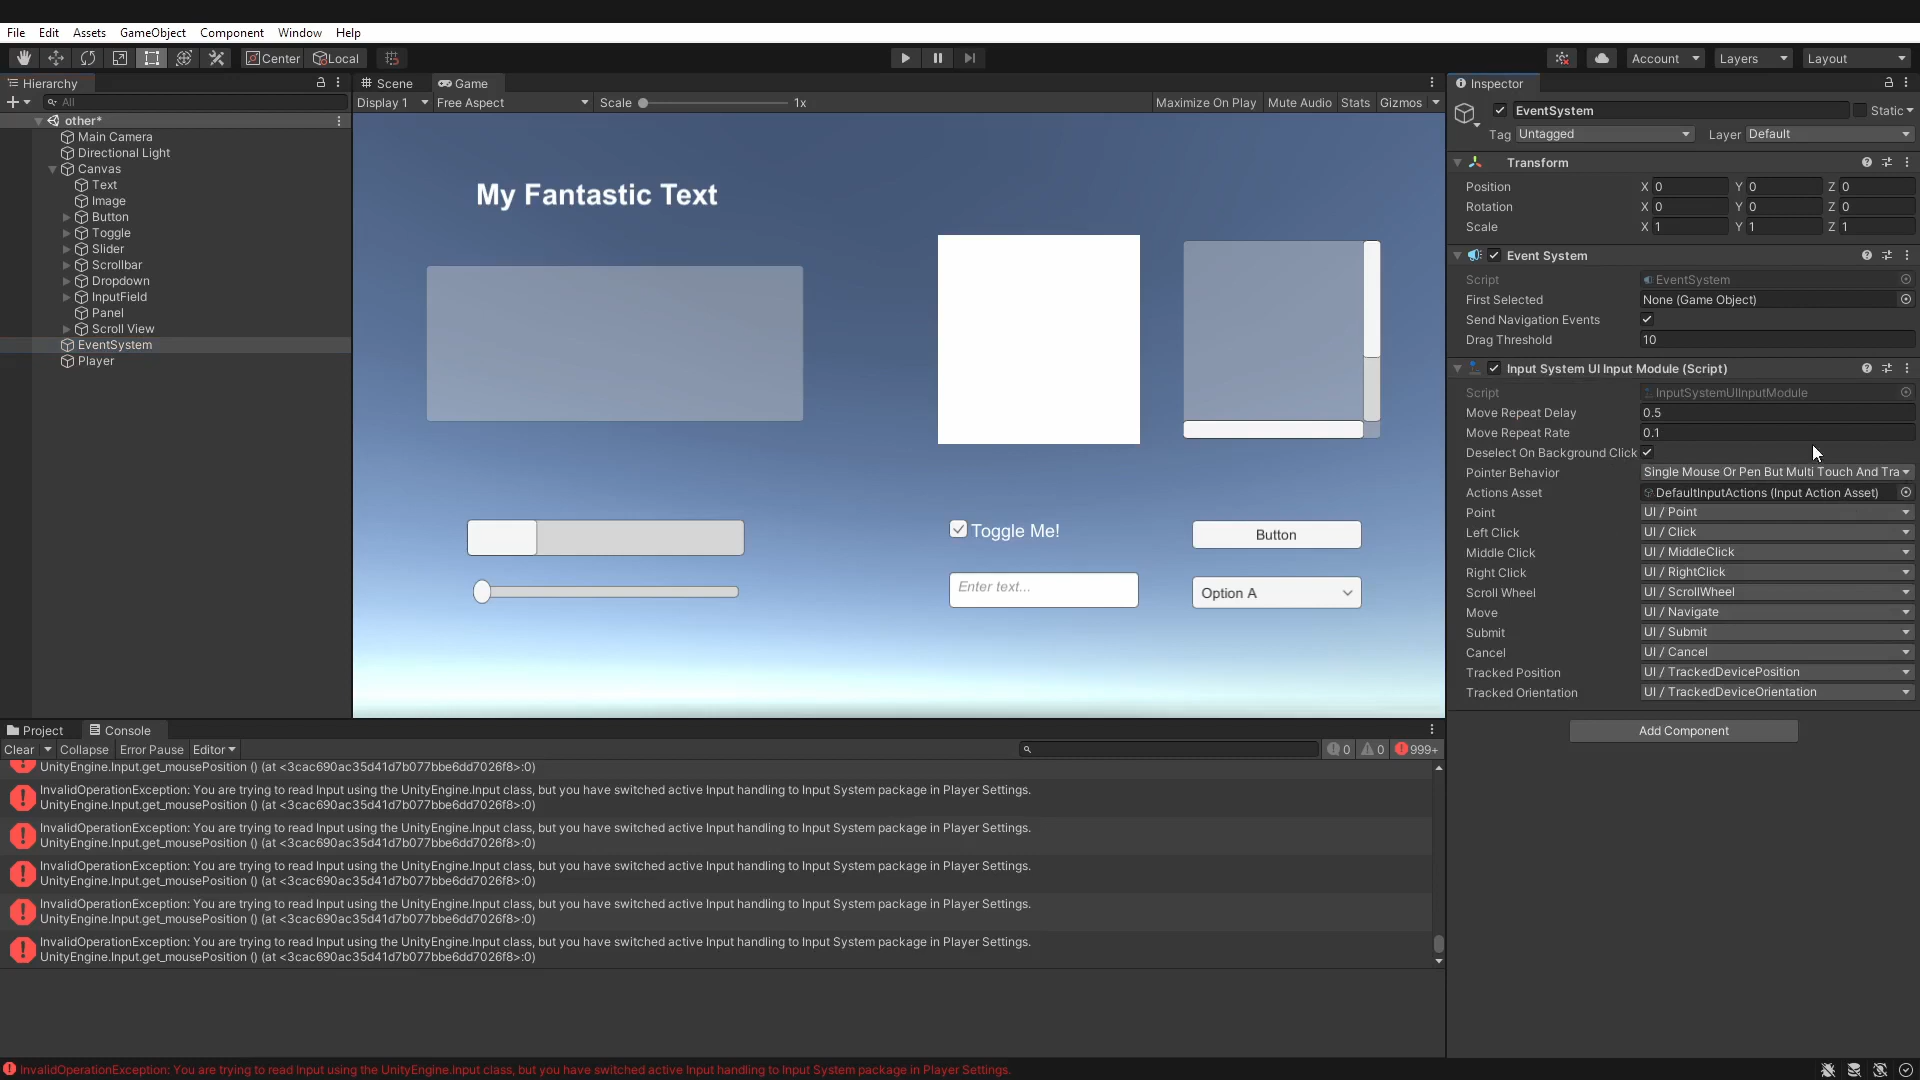 File Edit Assets GameObject Component Window Help
Center Local Account Layers Layout
Hierarchy
All
other*
Main Camera
Directional Light
Canvas
Text
Image
Button
Toggle
Slider
Scrollbar
Dropdown
InputField
Panel
Scroll View
EventSystem
Player
Scene Game
Display 1 Free Aspect Scale 1x Maximize On Play Mute Audio Stats Gizmos
My Fantastic Text
Toggle Me!
Button
Enter text...
Option A
Inspector
EventSystem Static
Tag Untagged Layer Default
Transform
Position X 0 Y 0 Z 0
Rotation X 0 Y 0 Z 0
Scale X 1 Y 1 Z 1
Event System
Script EventSystem
First Selected None (Game Object)
Send Navigation Events
Drag Threshold 10
Input System UI Input Module (Script)
Script InputSystemUIInputModule
Move Repeat Delay 0.5
Move Repeat Rate 0.1
Deselect On Background Click
Pointer Behavior Single Mouse Or Pen But Multi Touch And Tra
Actions Asset DefaultInputActions (Input Action Asset)
Point UI / Point
Left Click UI / Click
Middle Click UI / MiddleClick
Right Click UI / RightClick
Scroll Wheel UI / ScrollWheel
Move UI / Navigate
Submit UI / Submit
Cancel UI / Cancel
Tracked Position UI / TrackedDevicePosition
Tracked Orientation UI / TrackedDeviceOrientation
Add Component
Project Console
Clear Collapse Error Pause Editor 0 0 999+
UnityEngine.Input.get_mousePosition () (at <3cac690ac35d41d7b077bbe6dd7026f8>:0)
InvalidOperationException: You are trying to read Input using the UnityEngine.Input class, but you have switched active Input handling to Input System package in Player Settings.
UnityEngine.Input.get_mousePosition () (at <3cac690ac35d41d7b077bbe6dd7026f8>:0)
InvalidOperationException: You are trying to read Input using the UnityEngine.Input class, but you have switched active Input handling to Input System package in Player Settings.
UnityEngine.Input.get_mousePosition () (at <3cac690ac35d41d7b077bbe6dd7026f8>:0)
InvalidOperationException: You are trying to read Input using the UnityEngine.Input class, but you have switched active Input handling to Input System package in Player Settings.
UnityEngine.Input.get_mousePosition () (at <3cac690ac35d41d7b077bbe6dd7026f8>:0)
InvalidOperationException: You are trying to read Input using the UnityEngine.Input class, but you have switched active Input handling to Input System package in Player Settings.
UnityEngine.Input.get_mousePosition () (at <3cac690ac35d41d7b077bbe6dd7026f8>:0)
InvalidOperationException: You are trying to read Input using the UnityEngine.Input class, but you have switched active Input handling to Input System package in Player Settings.
UnityEngine.Input.get_mousePosition () (at <3cac690ac35d41d7b077bbe6dd7026f8>:0)
InvalidOperationException: You are trying to read Input using the UnityEngine.Input class, but you have switched active Input handling to Input System package in Player Settings.